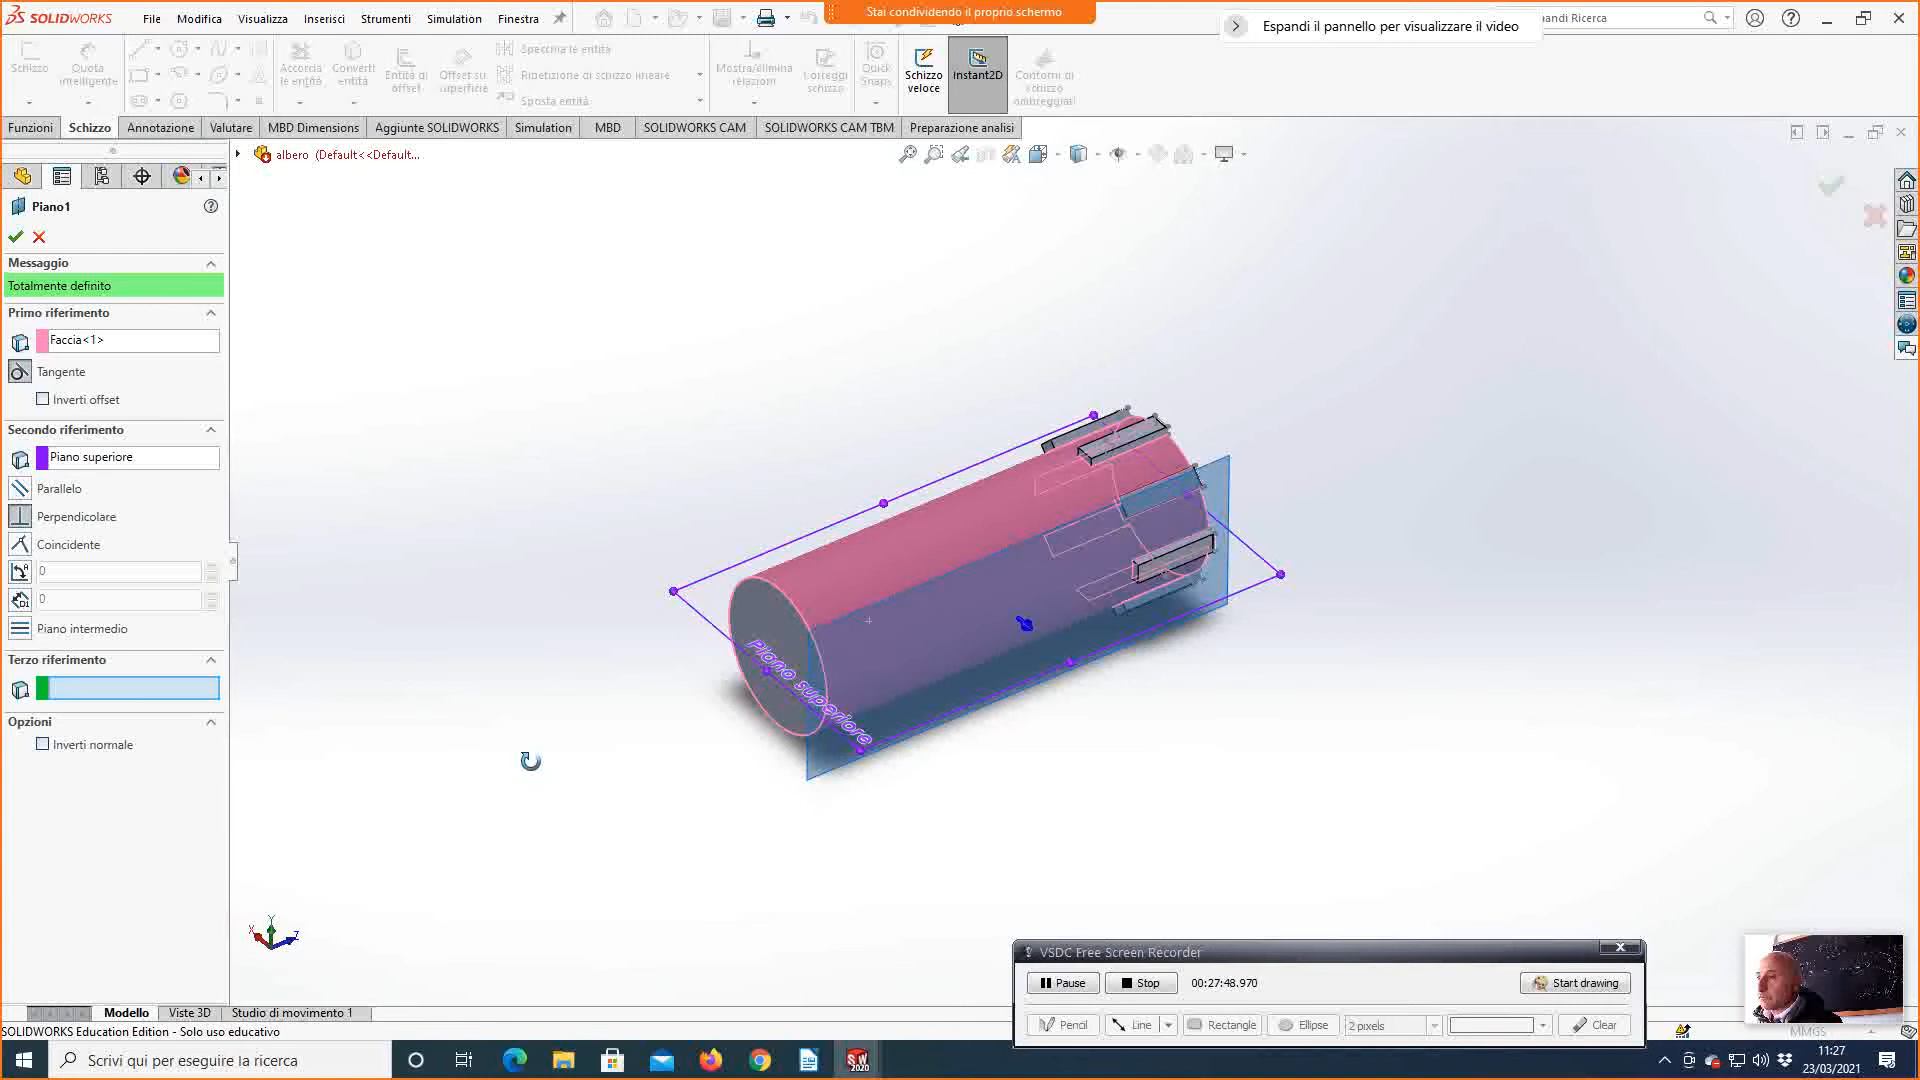 SOLIDWORKS
File Modifica Visualizza Inserisci Strumenti Simulation Finestra
Stai condividendo il proprio schermo
Espandi il pannello per visualizzare il video
andi Ricerca
Schizzo
Quota intelligente
Accorcia le entità
Converti entità
Entità di offset
Offset su superficie
Specchia le entità
Ripetizione di schizzo lineare
Sposta entità
Mostra/elimina relazioni
Correggi schizzo
Quick Snaps
Schizzo veloce
Instant2D
Contorni di schizzo ombreggiati
Funzioni Schizzo Annotazione Valutare MBD Dimensions Aggiunte SOLIDWORKS Simulation MBD SOLIDWORKS CAM SOLIDWORKS CAM TBM Preparazione analisi
albero (Default<<Default...
Piano1
Messaggio
Totalmente definito
Primo riferimento
Faccia<1>
Tangente
Inverti offset
Secondo riferimento
Piano superiore
Parallelo
Perpendicolare
Coincidente
0
0
Piano intermedio
Terzo riferimento
Opzioni
Inverti normale
Piano superiore
Y
X
Z
VSDC Free Screen Recorder
Pause Stop 00:27:48.970 Start drawing
Pencil Line Rectangle Ellipse 2 pixels Clear
Modello Viste 3D Studio di movimento 1
SOLIDWORKS Education Edition - Solo uso educativo
MMGS
Scrivi qui per eseguire la ricerca
SW 2020
11:27
23/03/2021